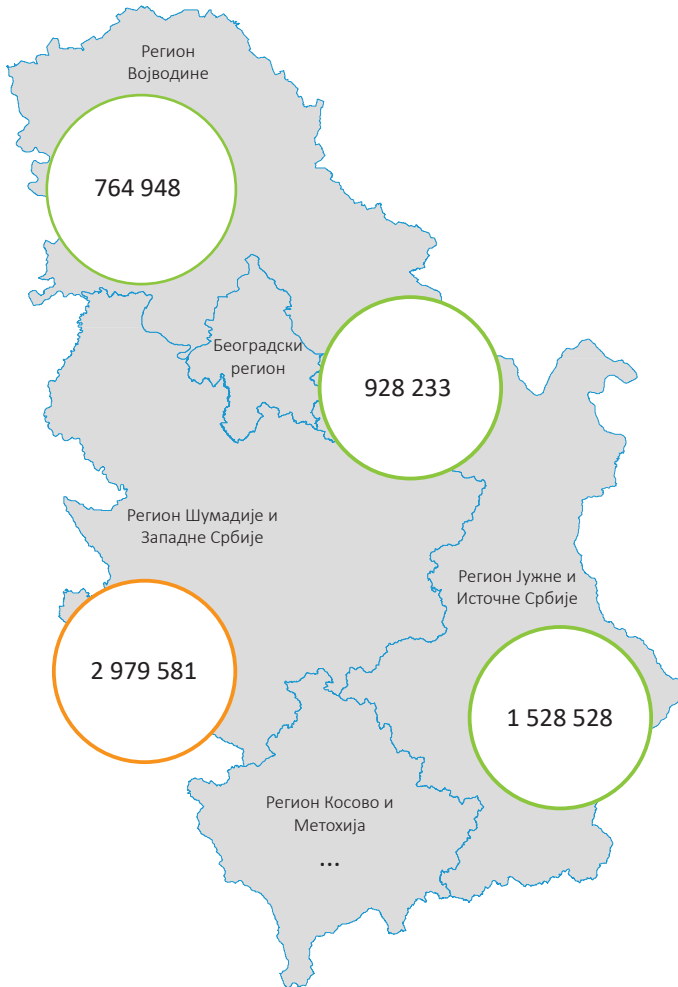 Регион
Војводине
764 948
Београдски
регион
928 233
Регион Шумадије и
Западне Србије
Регион Јужне и
Источне Србије
2 979 581
1 528 528
Регион Косово и
Метохија
...